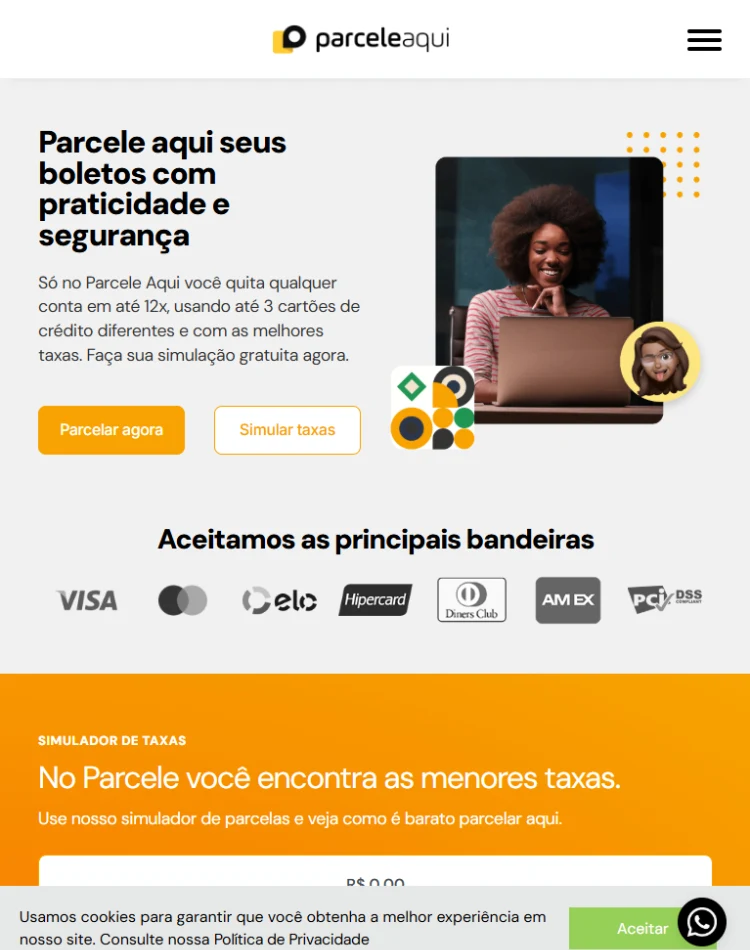 parceleaqui
Parcele aqui seus
boletos com
praticidade e
segurança
Só no Parcele Aqui você quita qualquer
conta em até 12x, usando até 3 cartões de
crédito diferentes e com as melhores
taxas. Faça sua simulação gratuita agora.
Parcelar agora
Simular taxas
Aceitamos as principais bandeiras
VISA
elo
Hipercard
Diners Club
AM EX
PCI DSS
COMPLIANT
SIMULADOR DE TAXAS
No Parcele você encontra as menores taxas.
Use nosso simulador de parcelas e veja como é barato parcelar aqui.
R$ 0,00
Usamos cookies para garantir que você obtenha a melhor experiência em
nosso site. Consulte nossa Política de Privacidade
Aceitar